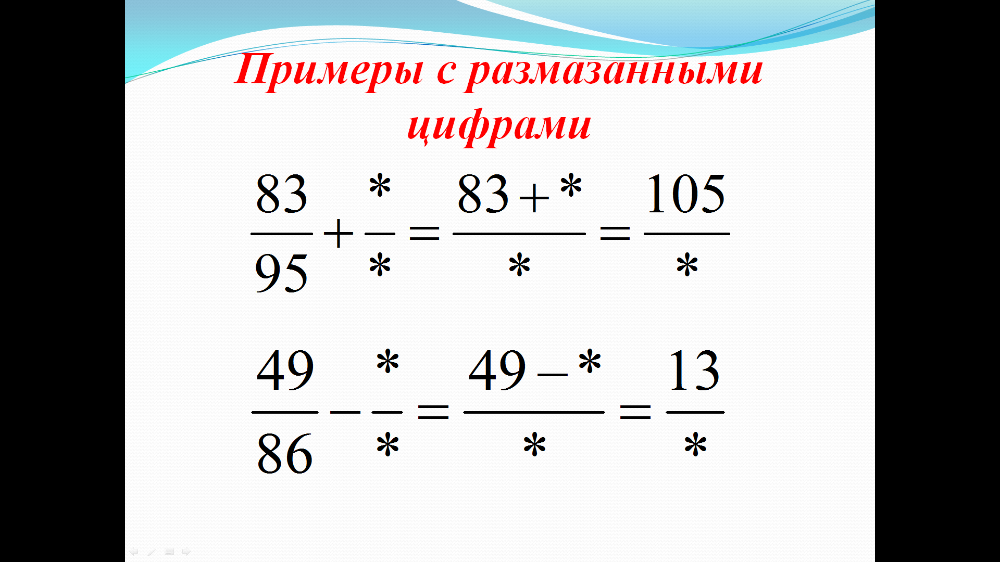 Примеры с размазанными
цифрами
83/95 + */* = (83 + *)/* = 105/*
49/86 − */* = (49 − *)/* = 13/*